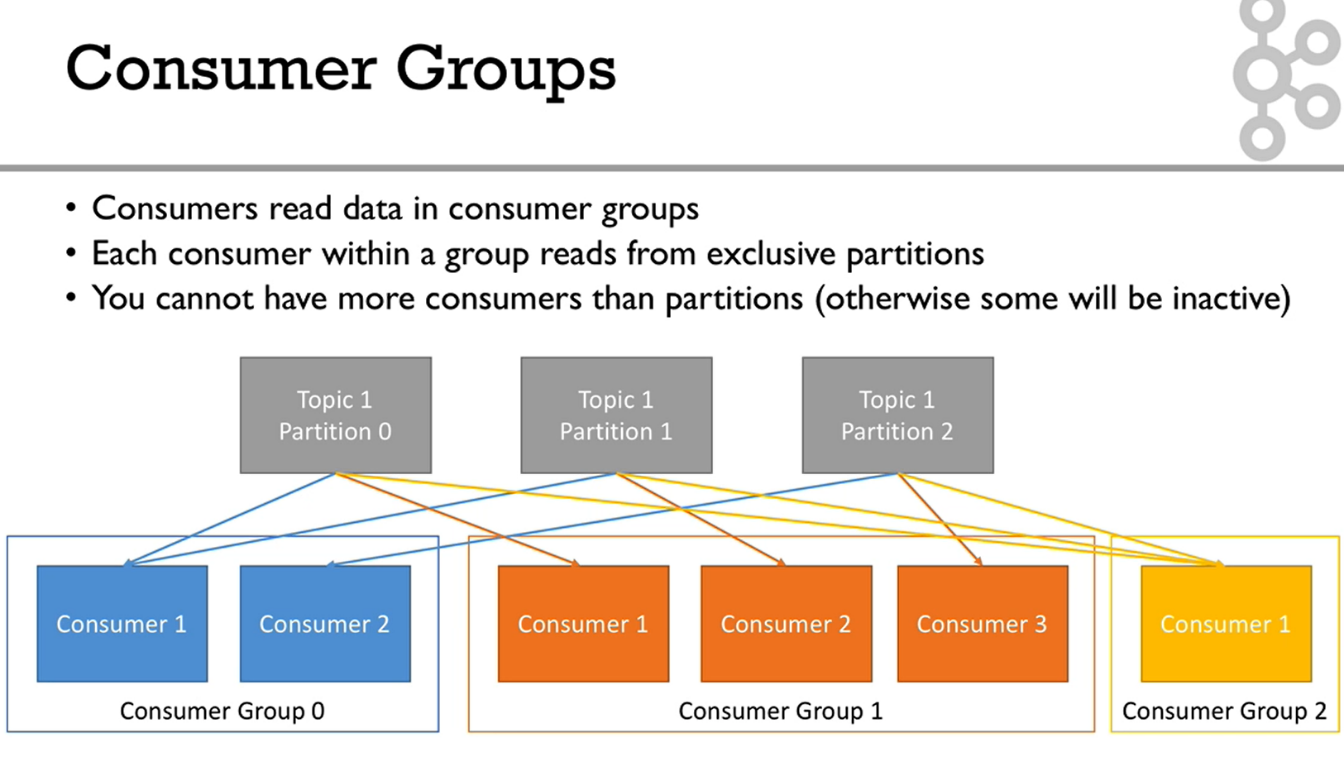 Consumer Groups
• Consumers read data in consumer groups
• Each consumer within a group reads from exclusive partitions
• You cannot have more consumers than partitions (otherwise some will be inactive)
Topic 1
Partition 0
Topic 1
Partition 1
Topic 1
Partition 2
Consumer 1
Consumer 2
Consumer Group 0
Consumer 1
Consumer 2
Consumer 3
Consumer Group 1
Consumer 1
Consumer Group 2